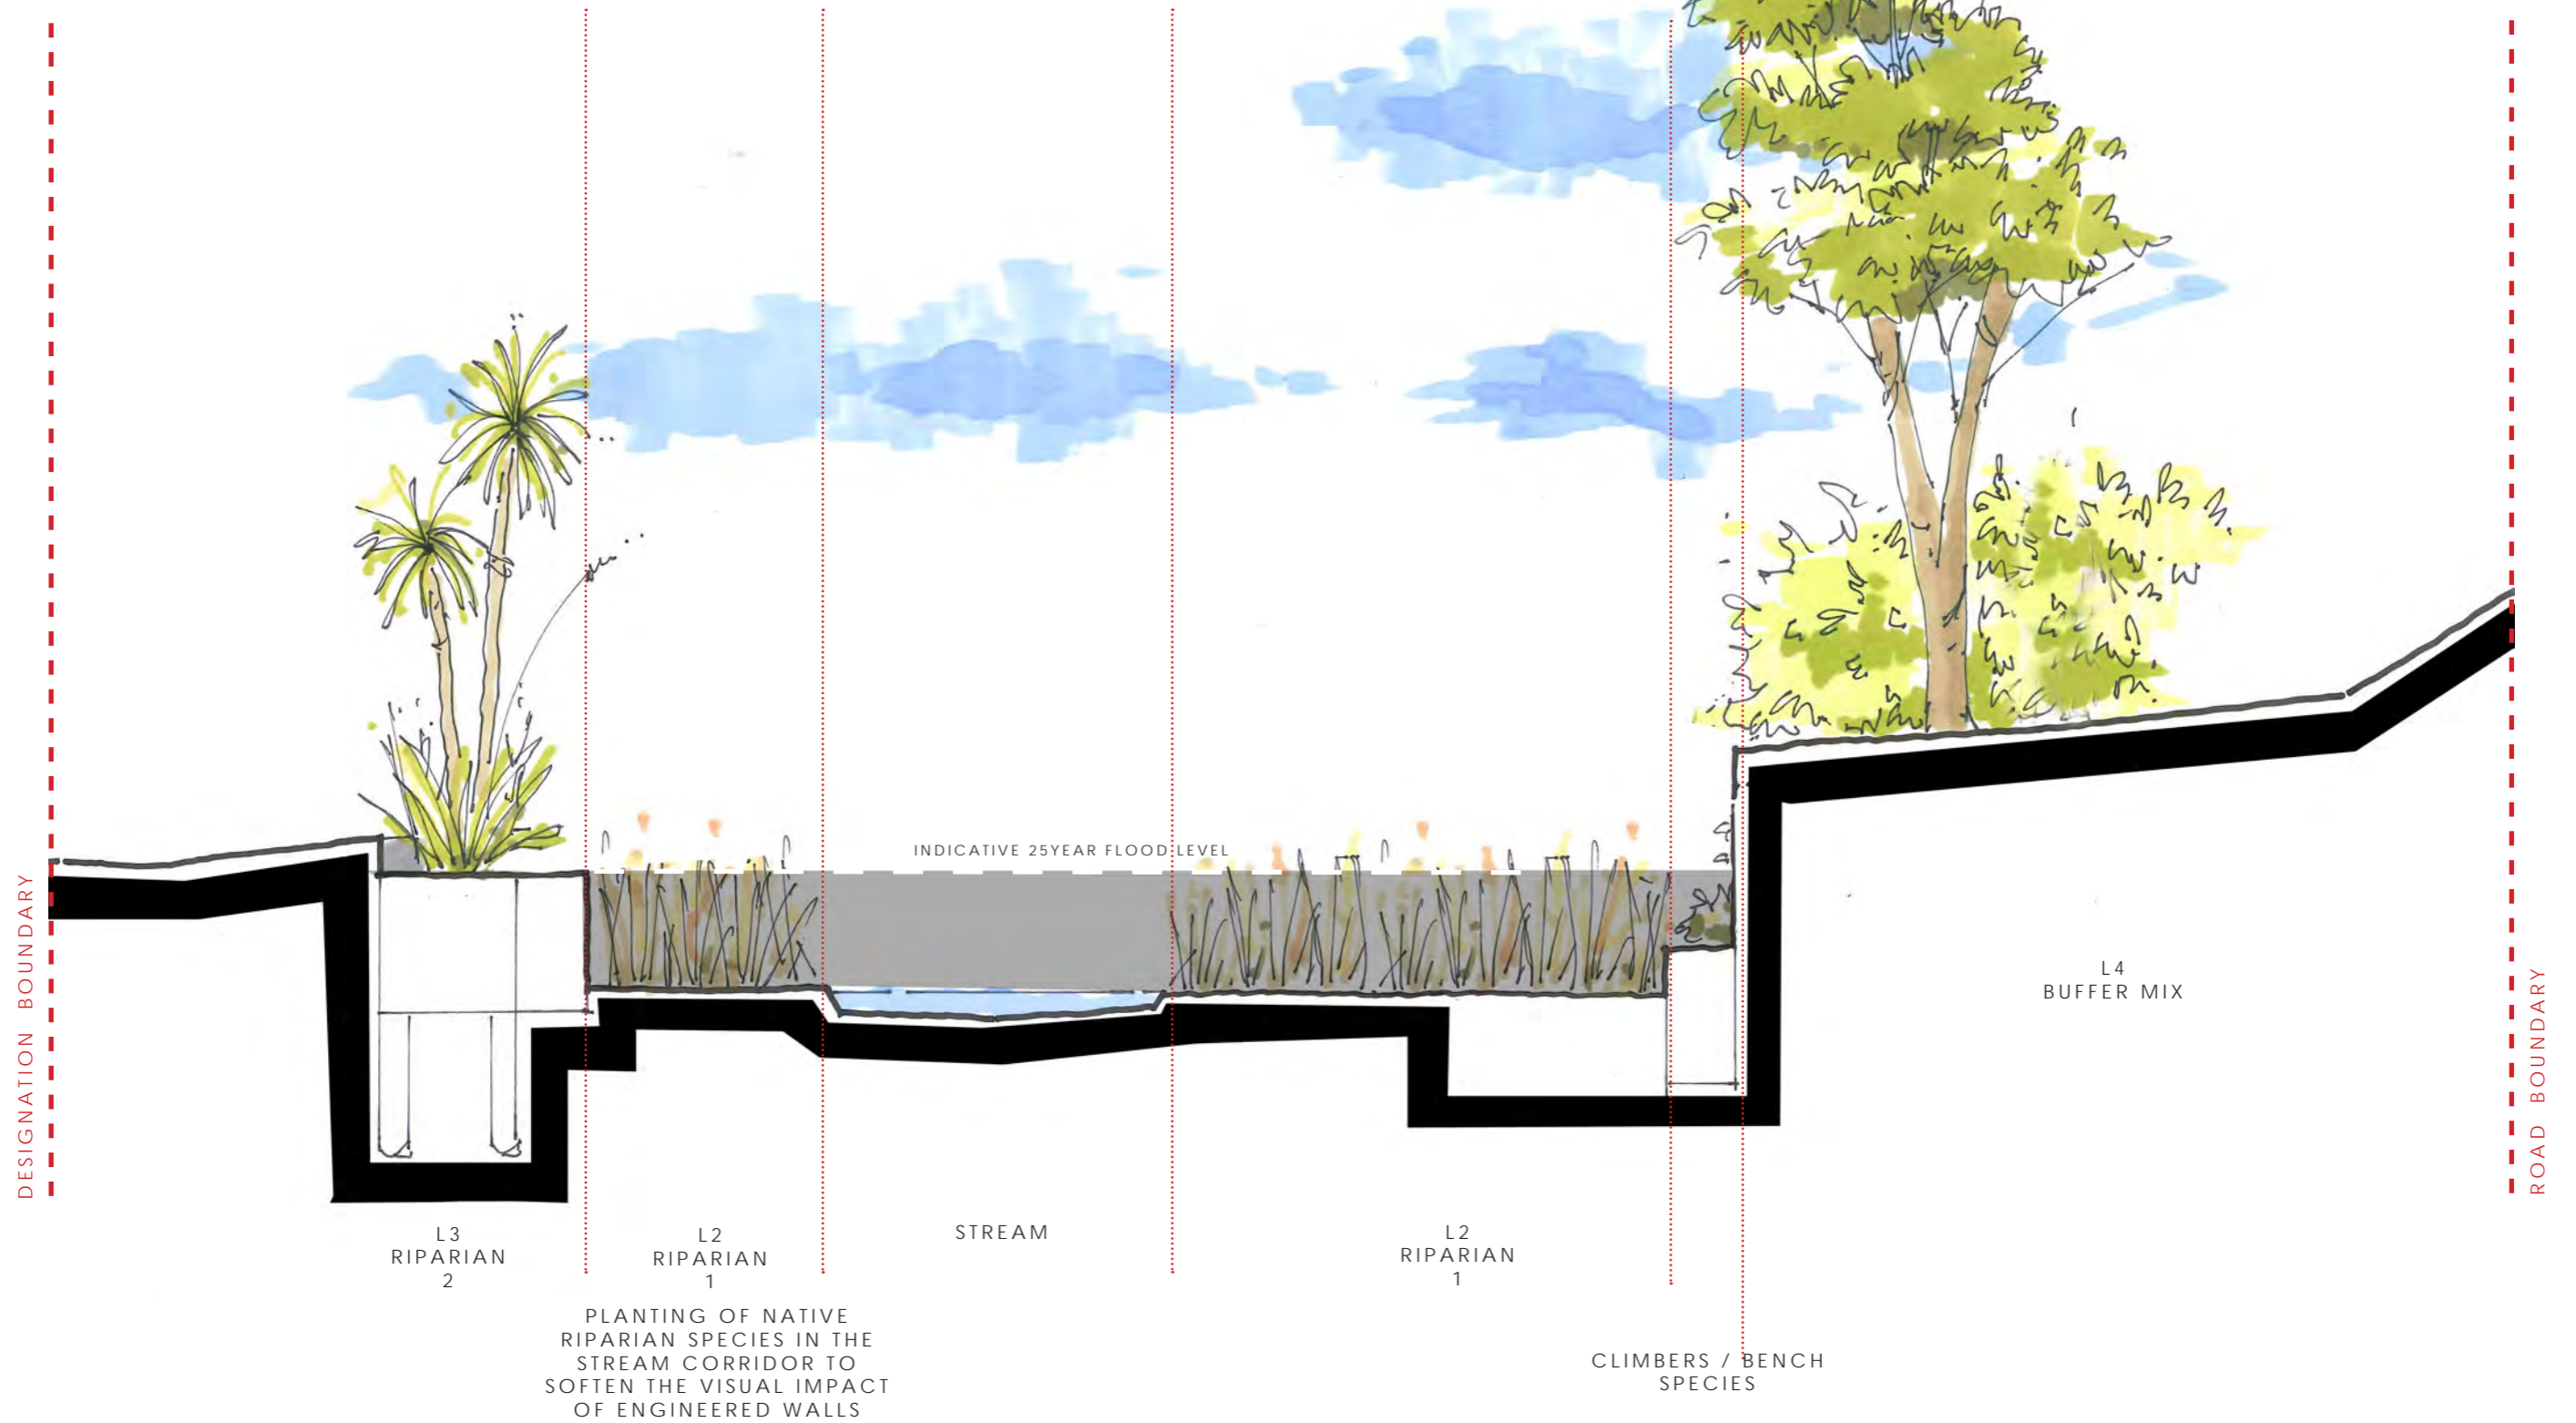 INDICATIVE 25YEAR FLOOD LEVEL
DESIGNATION BOUNDARY
ROAD BOUNDARY
L4
BUFFER MIX
L3
RIPARIAN
2
L2
RIPARIAN
1
STREAM
L2
RIPARIAN
1
PLANTING OF NATIVE
RIPARIAN SPECIES IN THE
STREAM CORRIDOR TO
SOFTEN THE VISUAL IMPACT
OF ENGINEERED WALLS
CLIMBERS / BENCH
SPECIES